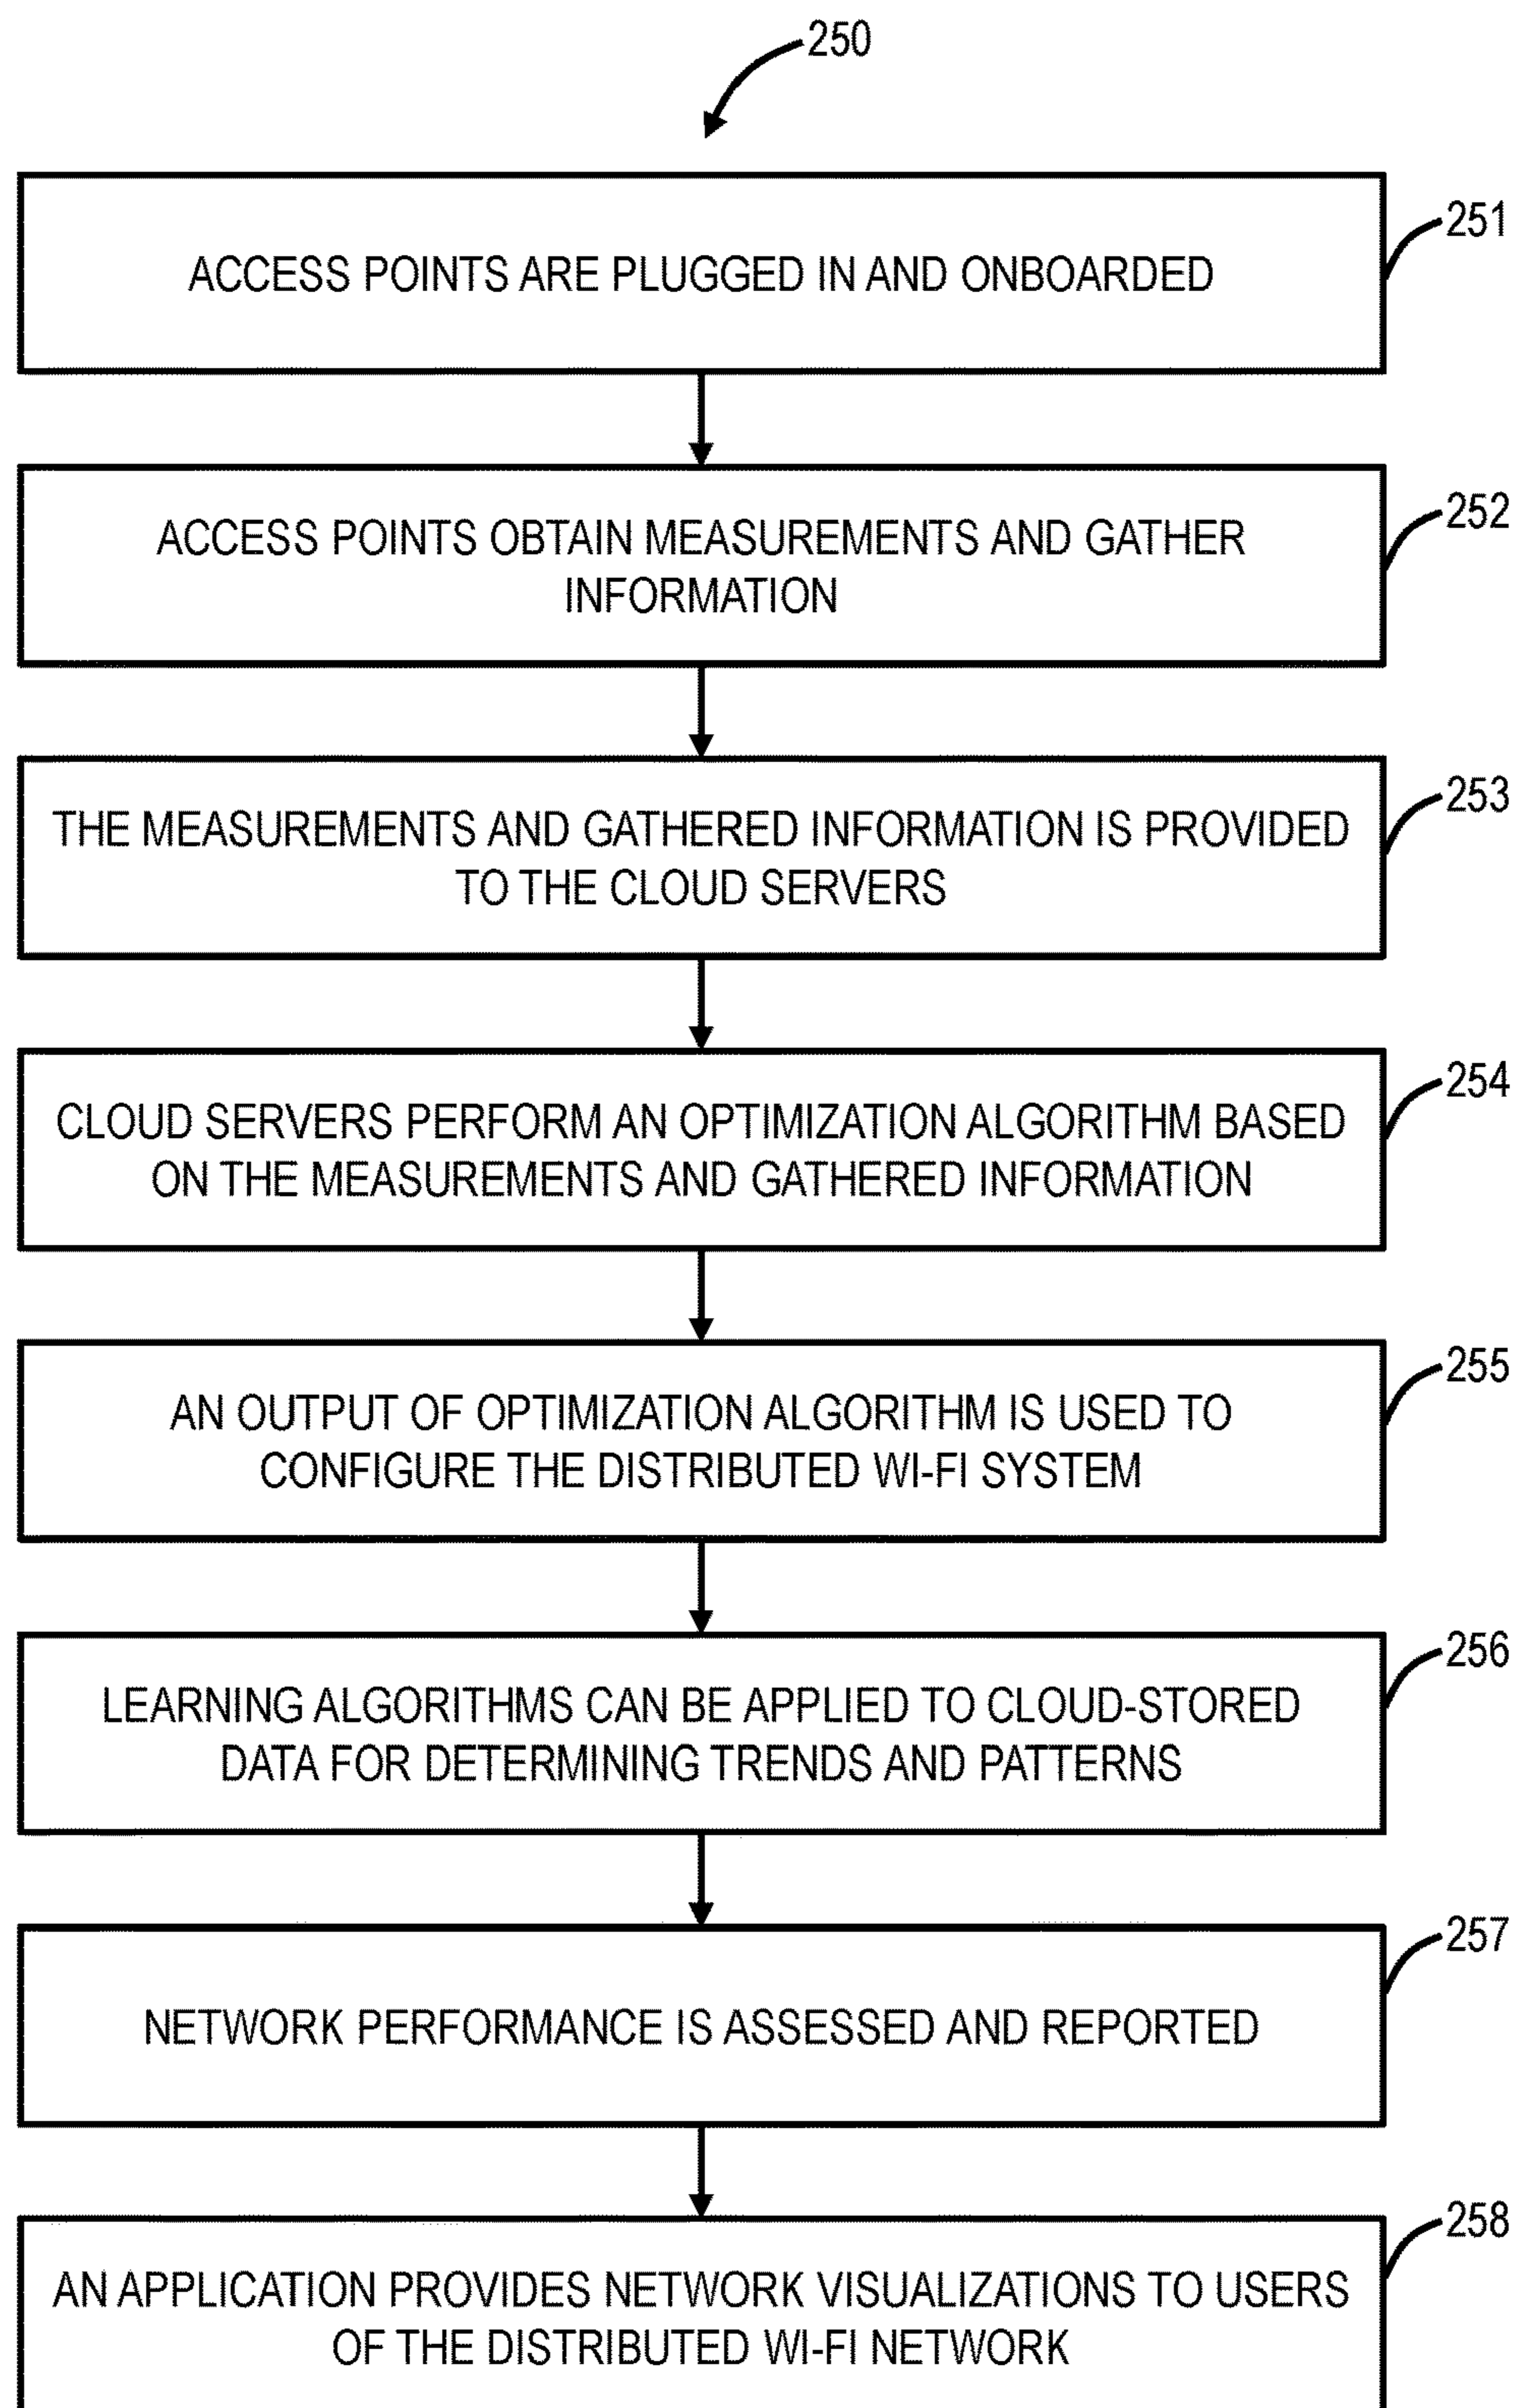 250
ACCESS POINTS ARE PLUGGED IN AND ONBOARDED
251
ACCESS POINTS OBTAIN MEASUREMENTS AND GATHER
INFORMATION
252
THE MEASUREMENTS AND GATHERED INFORMATION IS PROVIDED
TO THE CLOUD SERVERS
253
CLOUD SERVERS PERFORM AN OPTIMIZATION ALGORITHM BASED
ON THE MEASUREMENTS AND GATHERED INFORMATION
254
AN OUTPUT OF OPTIMIZATION ALGORITHM IS USED TO
CONFIGURE THE DISTRIBUTED WI-FI SYSTEM
255
LEARNING ALGORITHMS CAN BE APPLIED TO CLOUD-STORED
DATA FOR DETERMINING TRENDS AND PATTERNS
256
NETWORK PERFORMANCE IS ASSESSED AND REPORTED
257
AN APPLICATION PROVIDES NETWORK VISUALIZATIONS TO USERS
OF THE DISTRIBUTED WI-FI NETWORK
258